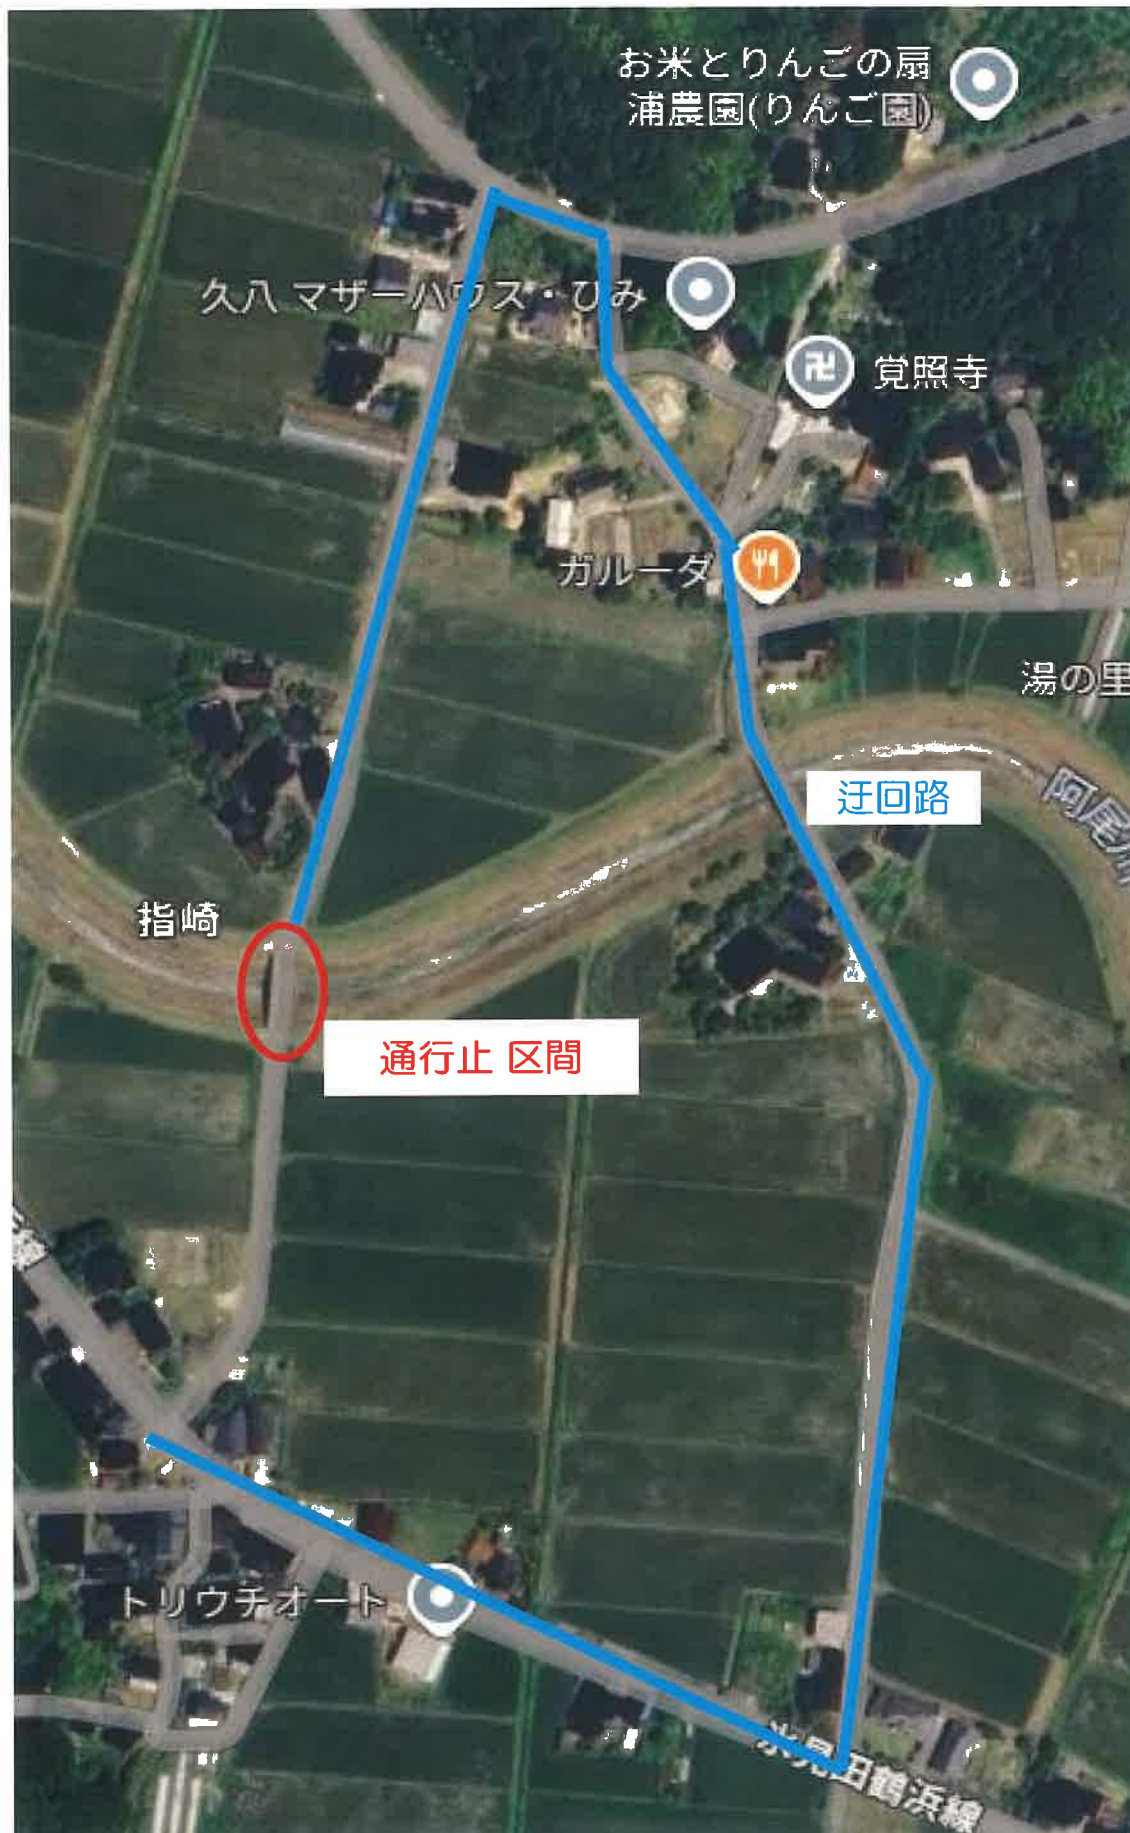 お米とりんごの扇
浦農園(りんご園)
久八 マザーハウス・ひみ
卍 覚照寺
ガルーダ
湯の里
迂回路
阿尾川
指崎
通行止 区間
トリウチオート
氷見田鶴浜線